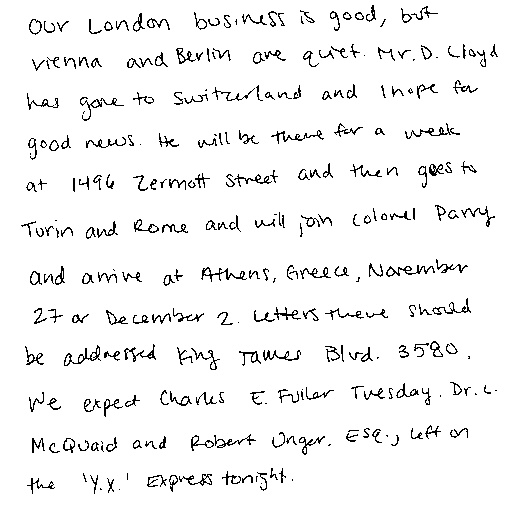 Our London business is good, but
Vienna and Berlin are quiet. Mr. D. Lloyd
has gone to Switzerland and I hope for
good news. He will be there for a week
at 1496 Zermott Street and then goes to
Turin and Rome and will join Colonel Parry
and arrive at Athens, Greece, November
27 or December 2. Letters there should
be addressed King James Blvd. 3580.
We expect Charles E. Fuller Tuesday. Dr. L.
McQuaid and Robert Unger, Esq., left on
the 'Y.X.' Express tonight.